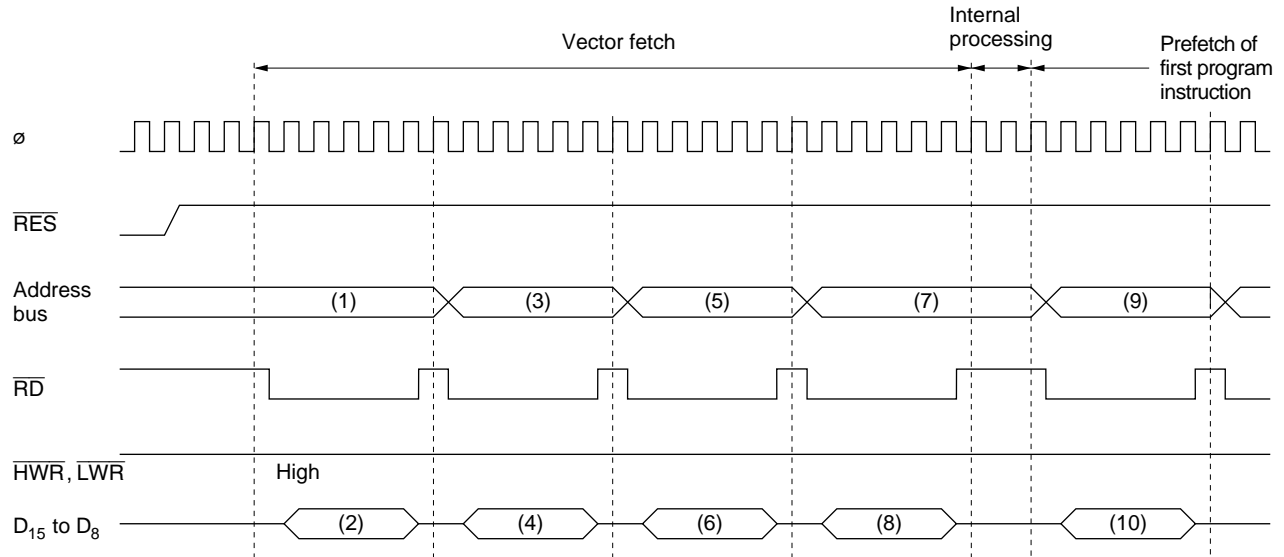 Vector fetch
Internal
processing
Prefetch of
first program
instruction
ø
RES
Address
bus
(1)
(3)
(5)
(7)
(9)
RD
HWR, LWR
High
D15 to D8
(2)
(4)
(6)
(8)
(10)